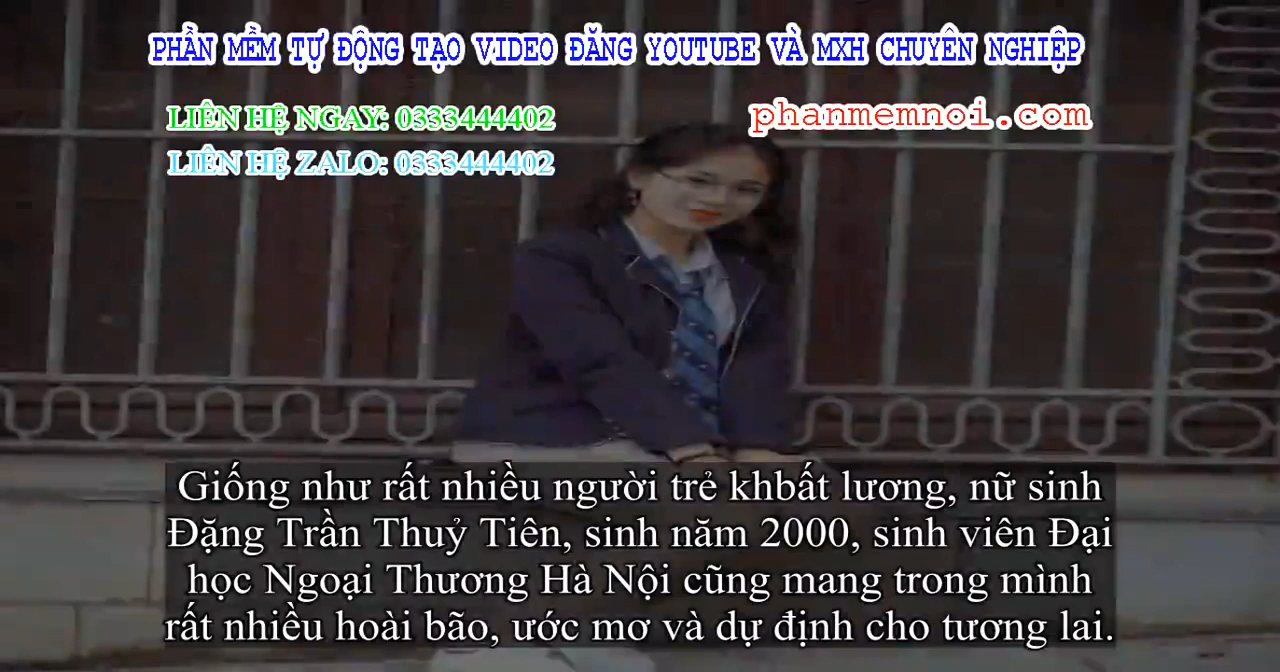 PHẦN MỀM TỰ ĐỘNG TẠO VIDEO ĐĂNG YOUTUBE VÀ MXH CHUYÊN NGHIỆP
LIÊN HỆ NGAY: 0333444402
phanmemnoi.com
LIÊN HỆ ZALO: 0333444402
Giống như rất nhiều người trẻ khbất lương, nữ sinh
Đặng Trần Thuỷ Tiên, sinh năm 2000, sinh viên Đại
học Ngoại Thương Hà Nội cũng mang trong mình
rất nhiều hoài bão, ước mơ và dự định cho tương lai.